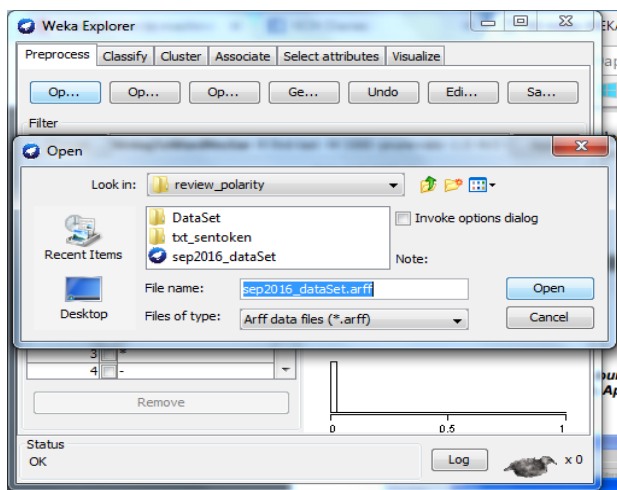 Weka Explorer
Preprocess Classify Cluster Associate Select attributes Visualize
Op... Op... Op... Ge... Undo Edi... Sa...
Filter
Open
Look in: review_polarity
Recent Items
Desktop
DataSet
txt_sentoken
sep2016_dataSet
Invoke options dialog
Note:
File name: sep2016_dataSet.arff Open
Files of type: Arff data files (*.arff) Cancel
3 *
4 -
Remove
0 0.5 1
Status
OK Log x 0